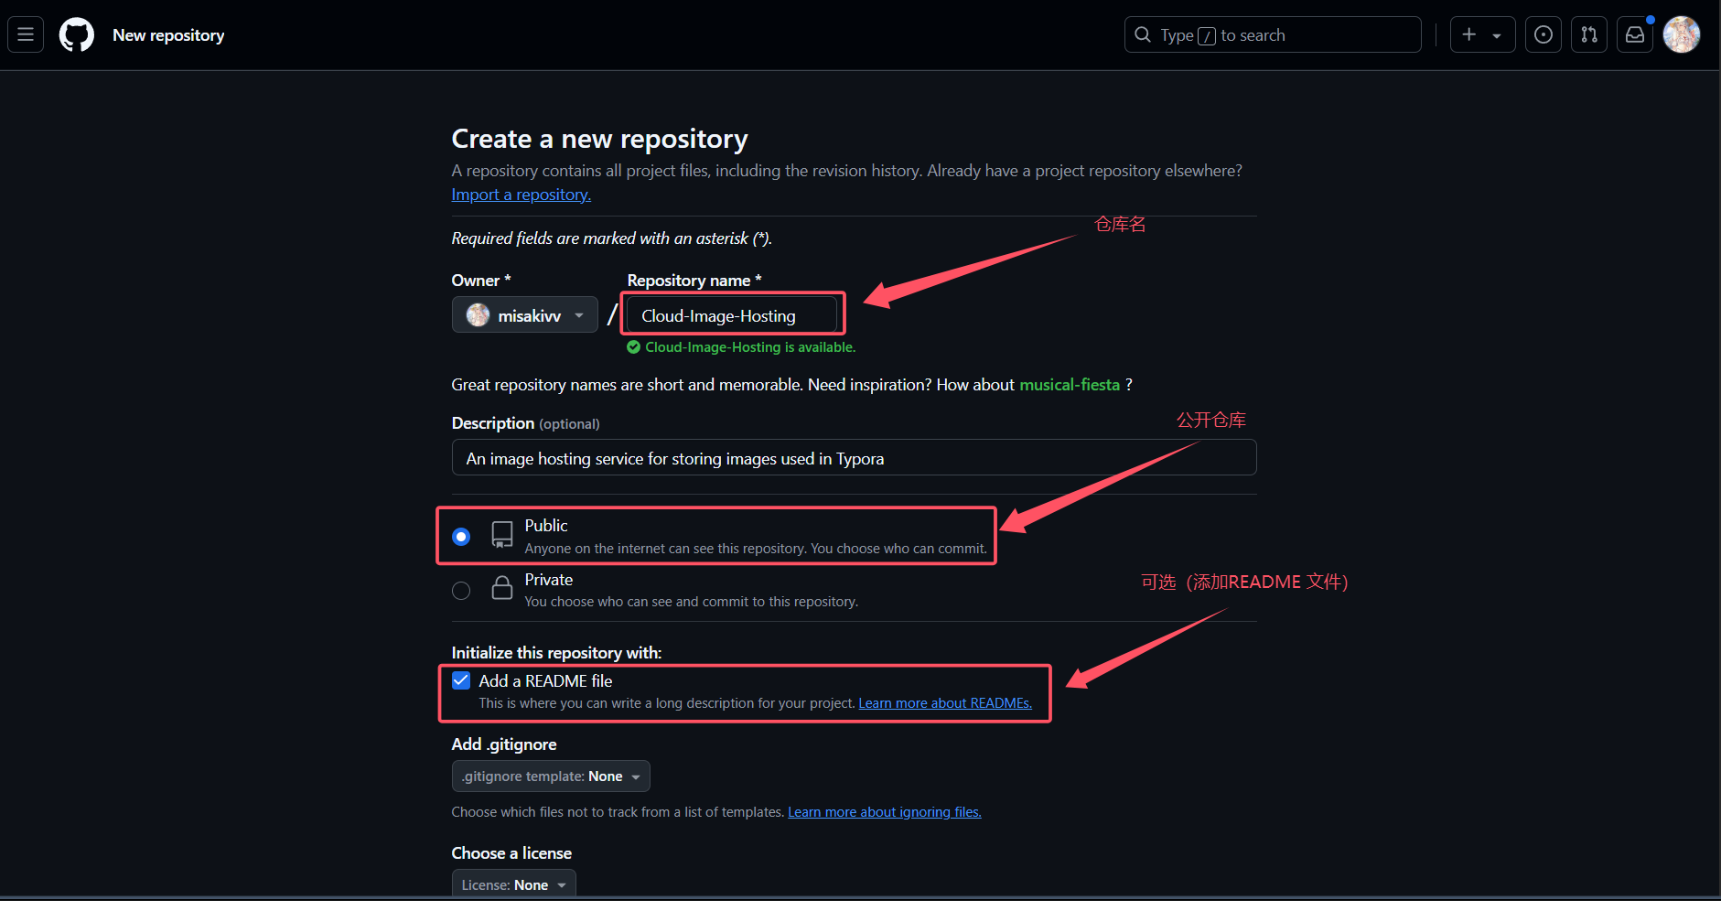 New repository
Type / to search
Create a new repository
A repository contains all project files, including the revision history. Already have a project repository elsewhere?
Import a repository.
仓库名
Required fields are marked with an asterisk (*).
Owner *
Repository name *
misakivv
/
Cloud-Image-Hosting
Cloud-Image-Hosting is available.
Great repository names are short and memorable. Need inspiration? How about musical-fiesta ?
公开仓库
Description (optional)
An image hosting service for storing images used in Typora
Public
Anyone on the internet can see this repository. You choose who can commit.
Private
可选（添加README 文件）
You choose who can see and commit to this repository.
Initialize this repository with:
Add a README file
This is where you can write a long description for your project. Learn more about READMEs.
Add .gitignore
.gitignore template: None
Choose which files not to track from a list of templates. Learn more about ignoring files.
Choose a license
License: None